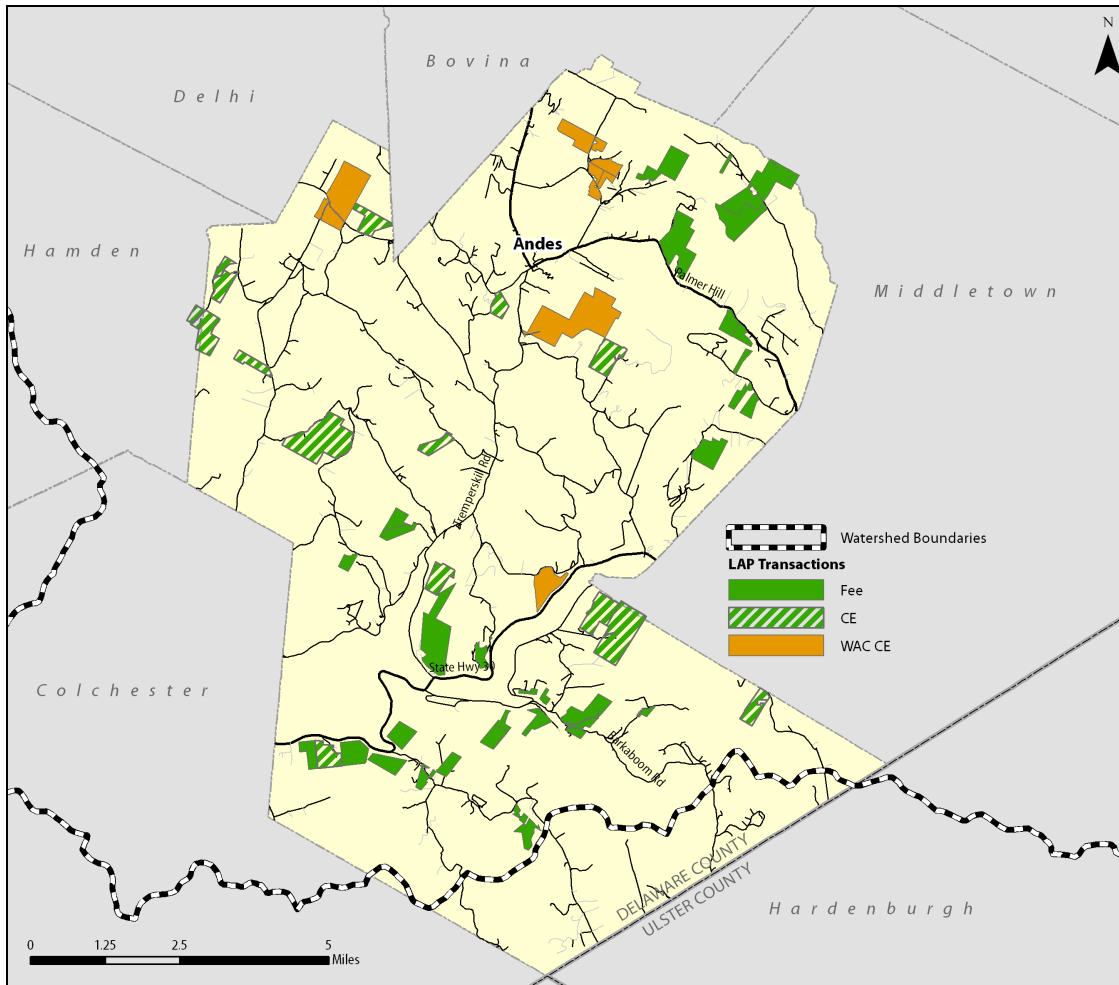 N
Bovina
Delhi
Andes
Hamden
Palmer Hill
Middletown
Tremperskill Rd
Watershed Boundaries
LAP Transactions
Fee
CE
WAC CE
State Hwy 30
Colchester
Barkaboom Rd
DELAWARE COUNTY
ULSTER COUNTY
Hardenburgh
0 1.25 2.5 5
Miles